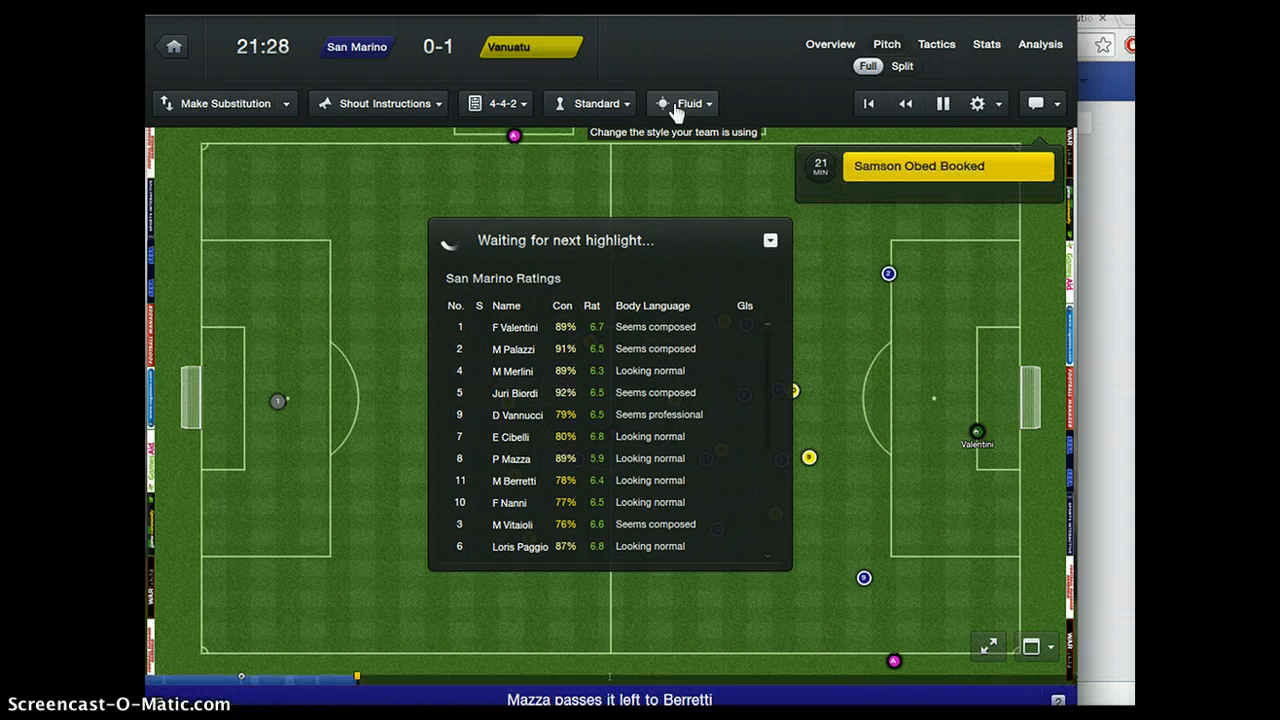 21:28
San Marino
0-1
Vanuatu
Overview
Pitch
Tactics
Stats
Analysis
Full
Split
Make Substitution
Shout Instructions
4-4-2
Standard
Fluid
Change the style your team is using
A
21
MIN
Samson Obed Booked
Waiting for next highlight...
San Marino Ratings
No. S Name Con Rat Body Language Gls
1 F Valentini 89% 6.7 Seems composed
2 M Palazzi 91% 6.5 Seems composed
4 M Merlini 89% 6.3 Looking normal
5 Juri Biordi 92% 6.5 Seems composed
9 D Vannucci 79% 6.5 Seems professional
7 E Cibelli 80% 6.8 Looking normal
8 P Mazza 89% 5.9 Looking normal
11 M Berretti 78% 6.4 Looking normal
10 F Nanni 77% 6.5 Looking normal
3 M Vitaioli 76% 6.6 Seems composed
6 Loris Paggio 87% 6.8 Looking normal
2
1
Valentini
9
9
A
Mazza passes it left to Berretti
?
Screencast-O-Matic.com